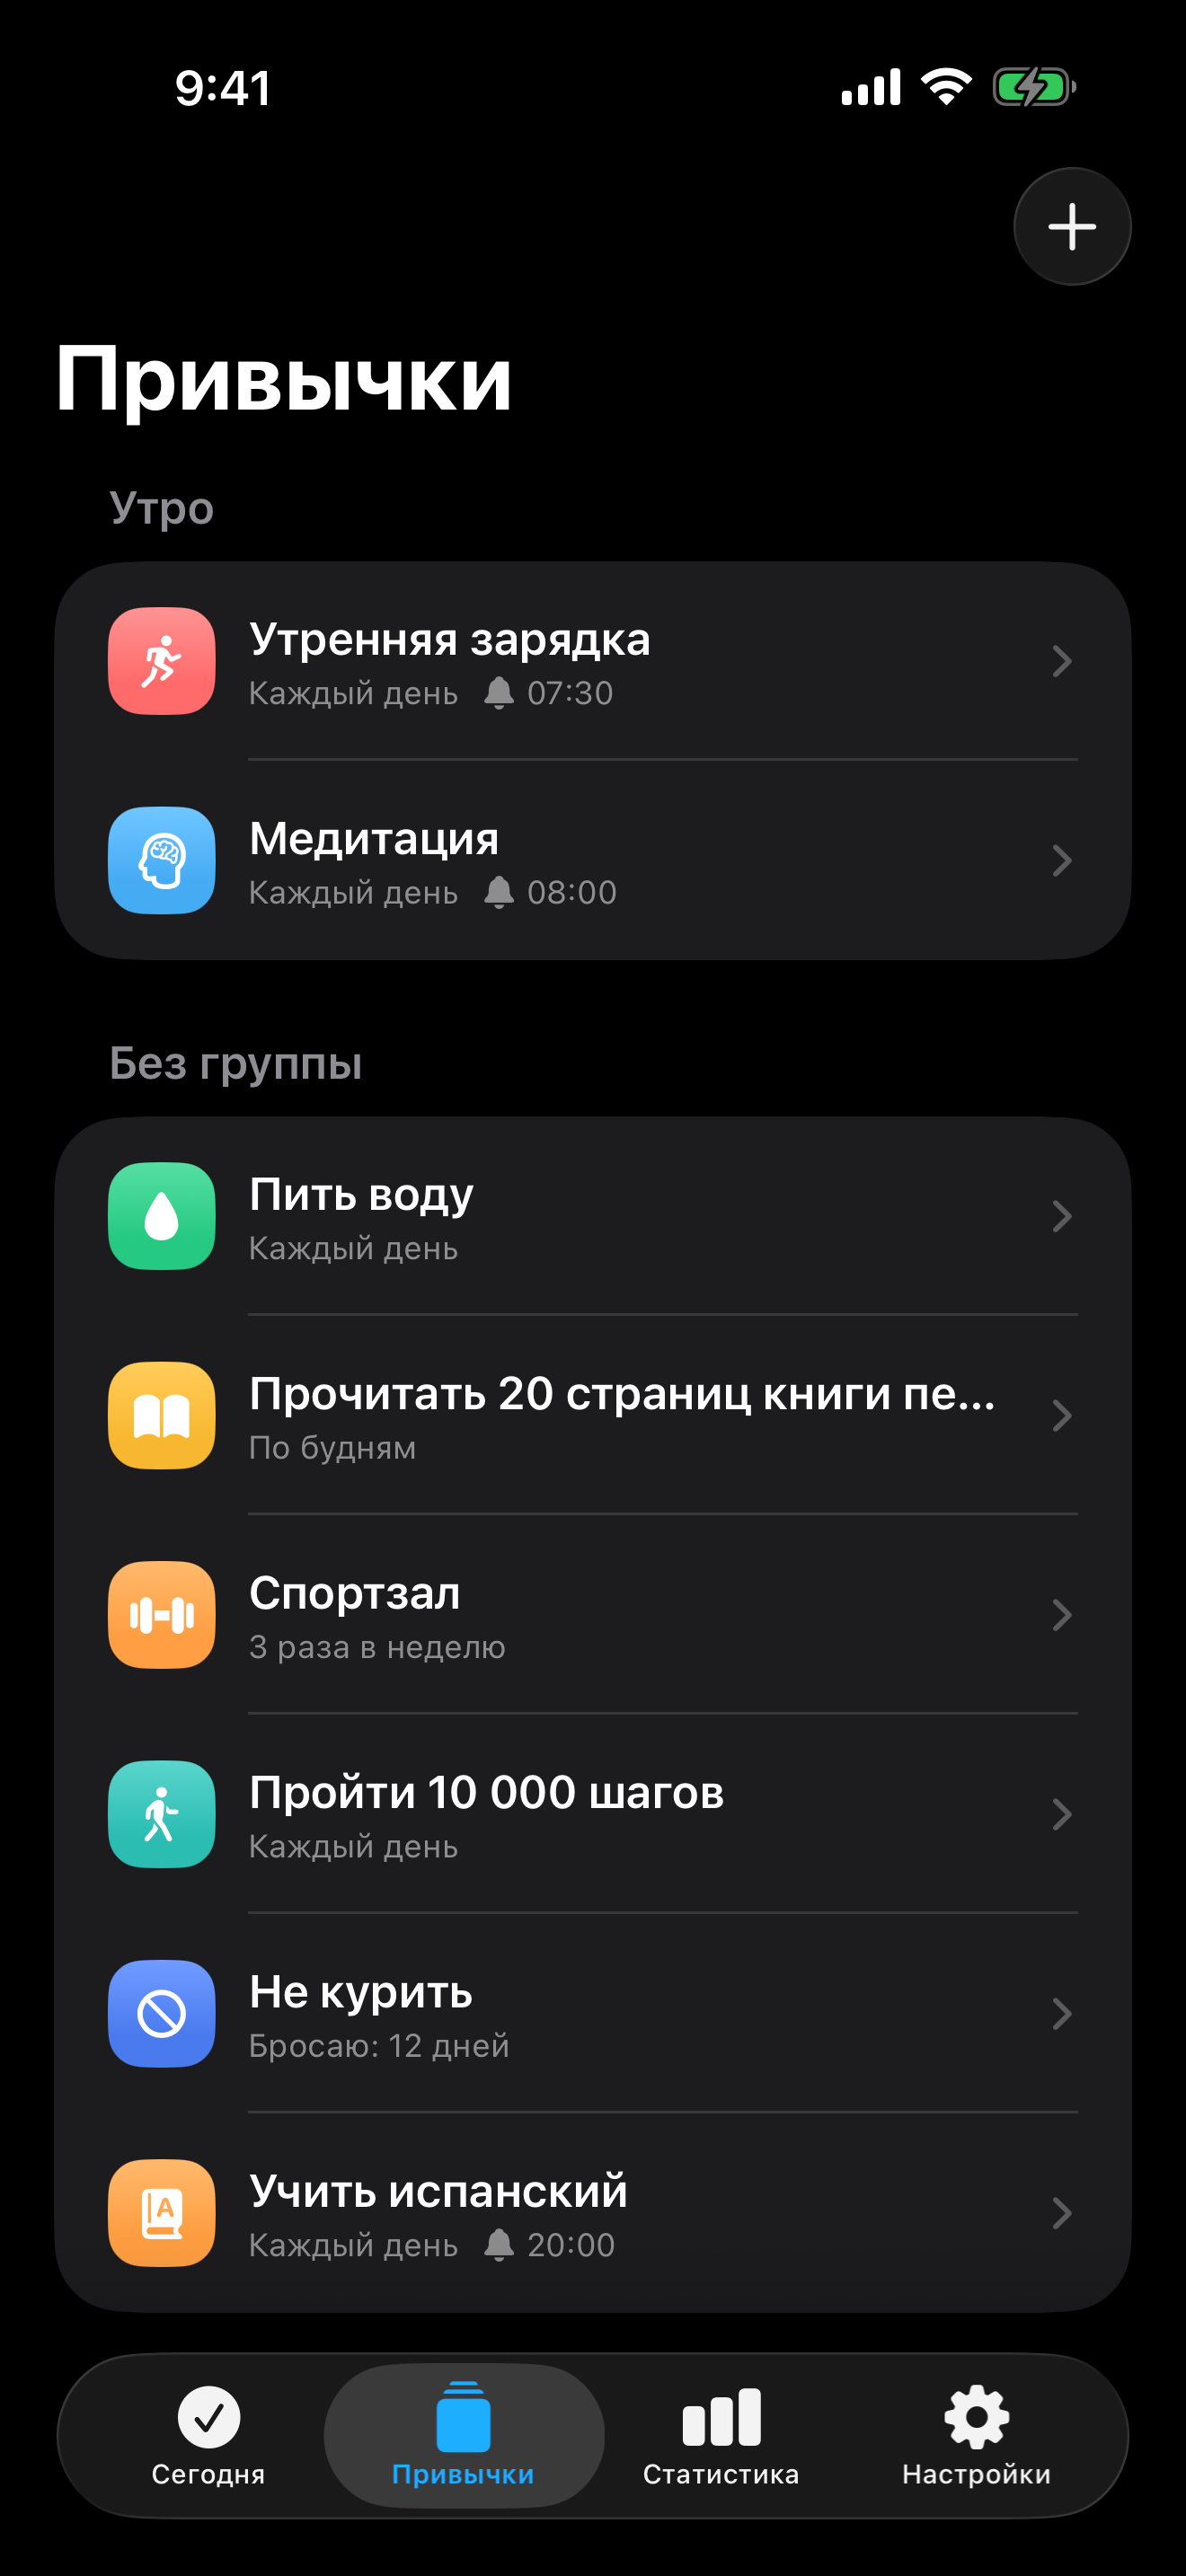 9:41
Привычки
Утро
Утренняя зарядка
Каждый день 07:30
Медитация
Каждый день 08:00
Без группы
Пить воду
Каждый день
Прочитать 20 страниц книги пе...
По будням
Спортзал
3 раза в неделю
Пройти 10 000 шагов
Каждый день
Не курить
Бросаю: 12 дней
Учить испанский
Каждый день 20:00
Сегодня Привычки Статистика Настройки